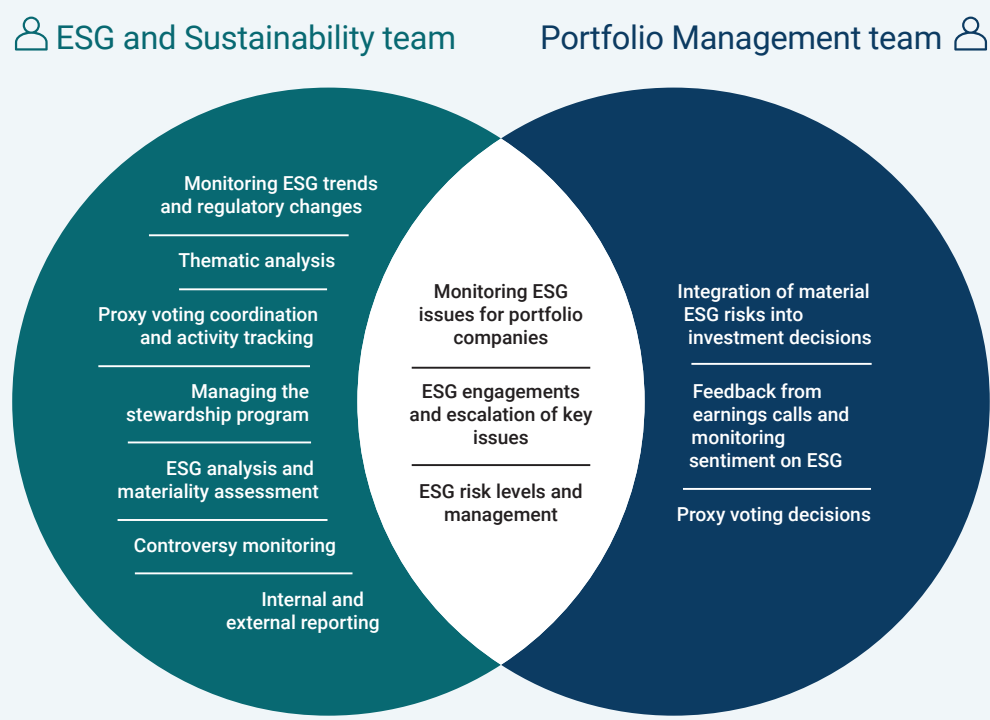 ESG and Sustainability team
Portfolio Management team
Monitoring ESG trends
and regulatory changes
Thematic analysis
Proxy voting coordination
and activity tracking
Managing the
stewardship program
ESG analysis and
materiality assessment
Controversy monitoring
Internal and
external reporting
Monitoring ESG
issues for portfolio
companies
ESG engagements
and escalation of key
issues
ESG risk levels and
management
Integration of material
ESG risks into
investment decisions
Feedback from
earnings calls and
monitoring
sentiment on ESG
Proxy voting decisions